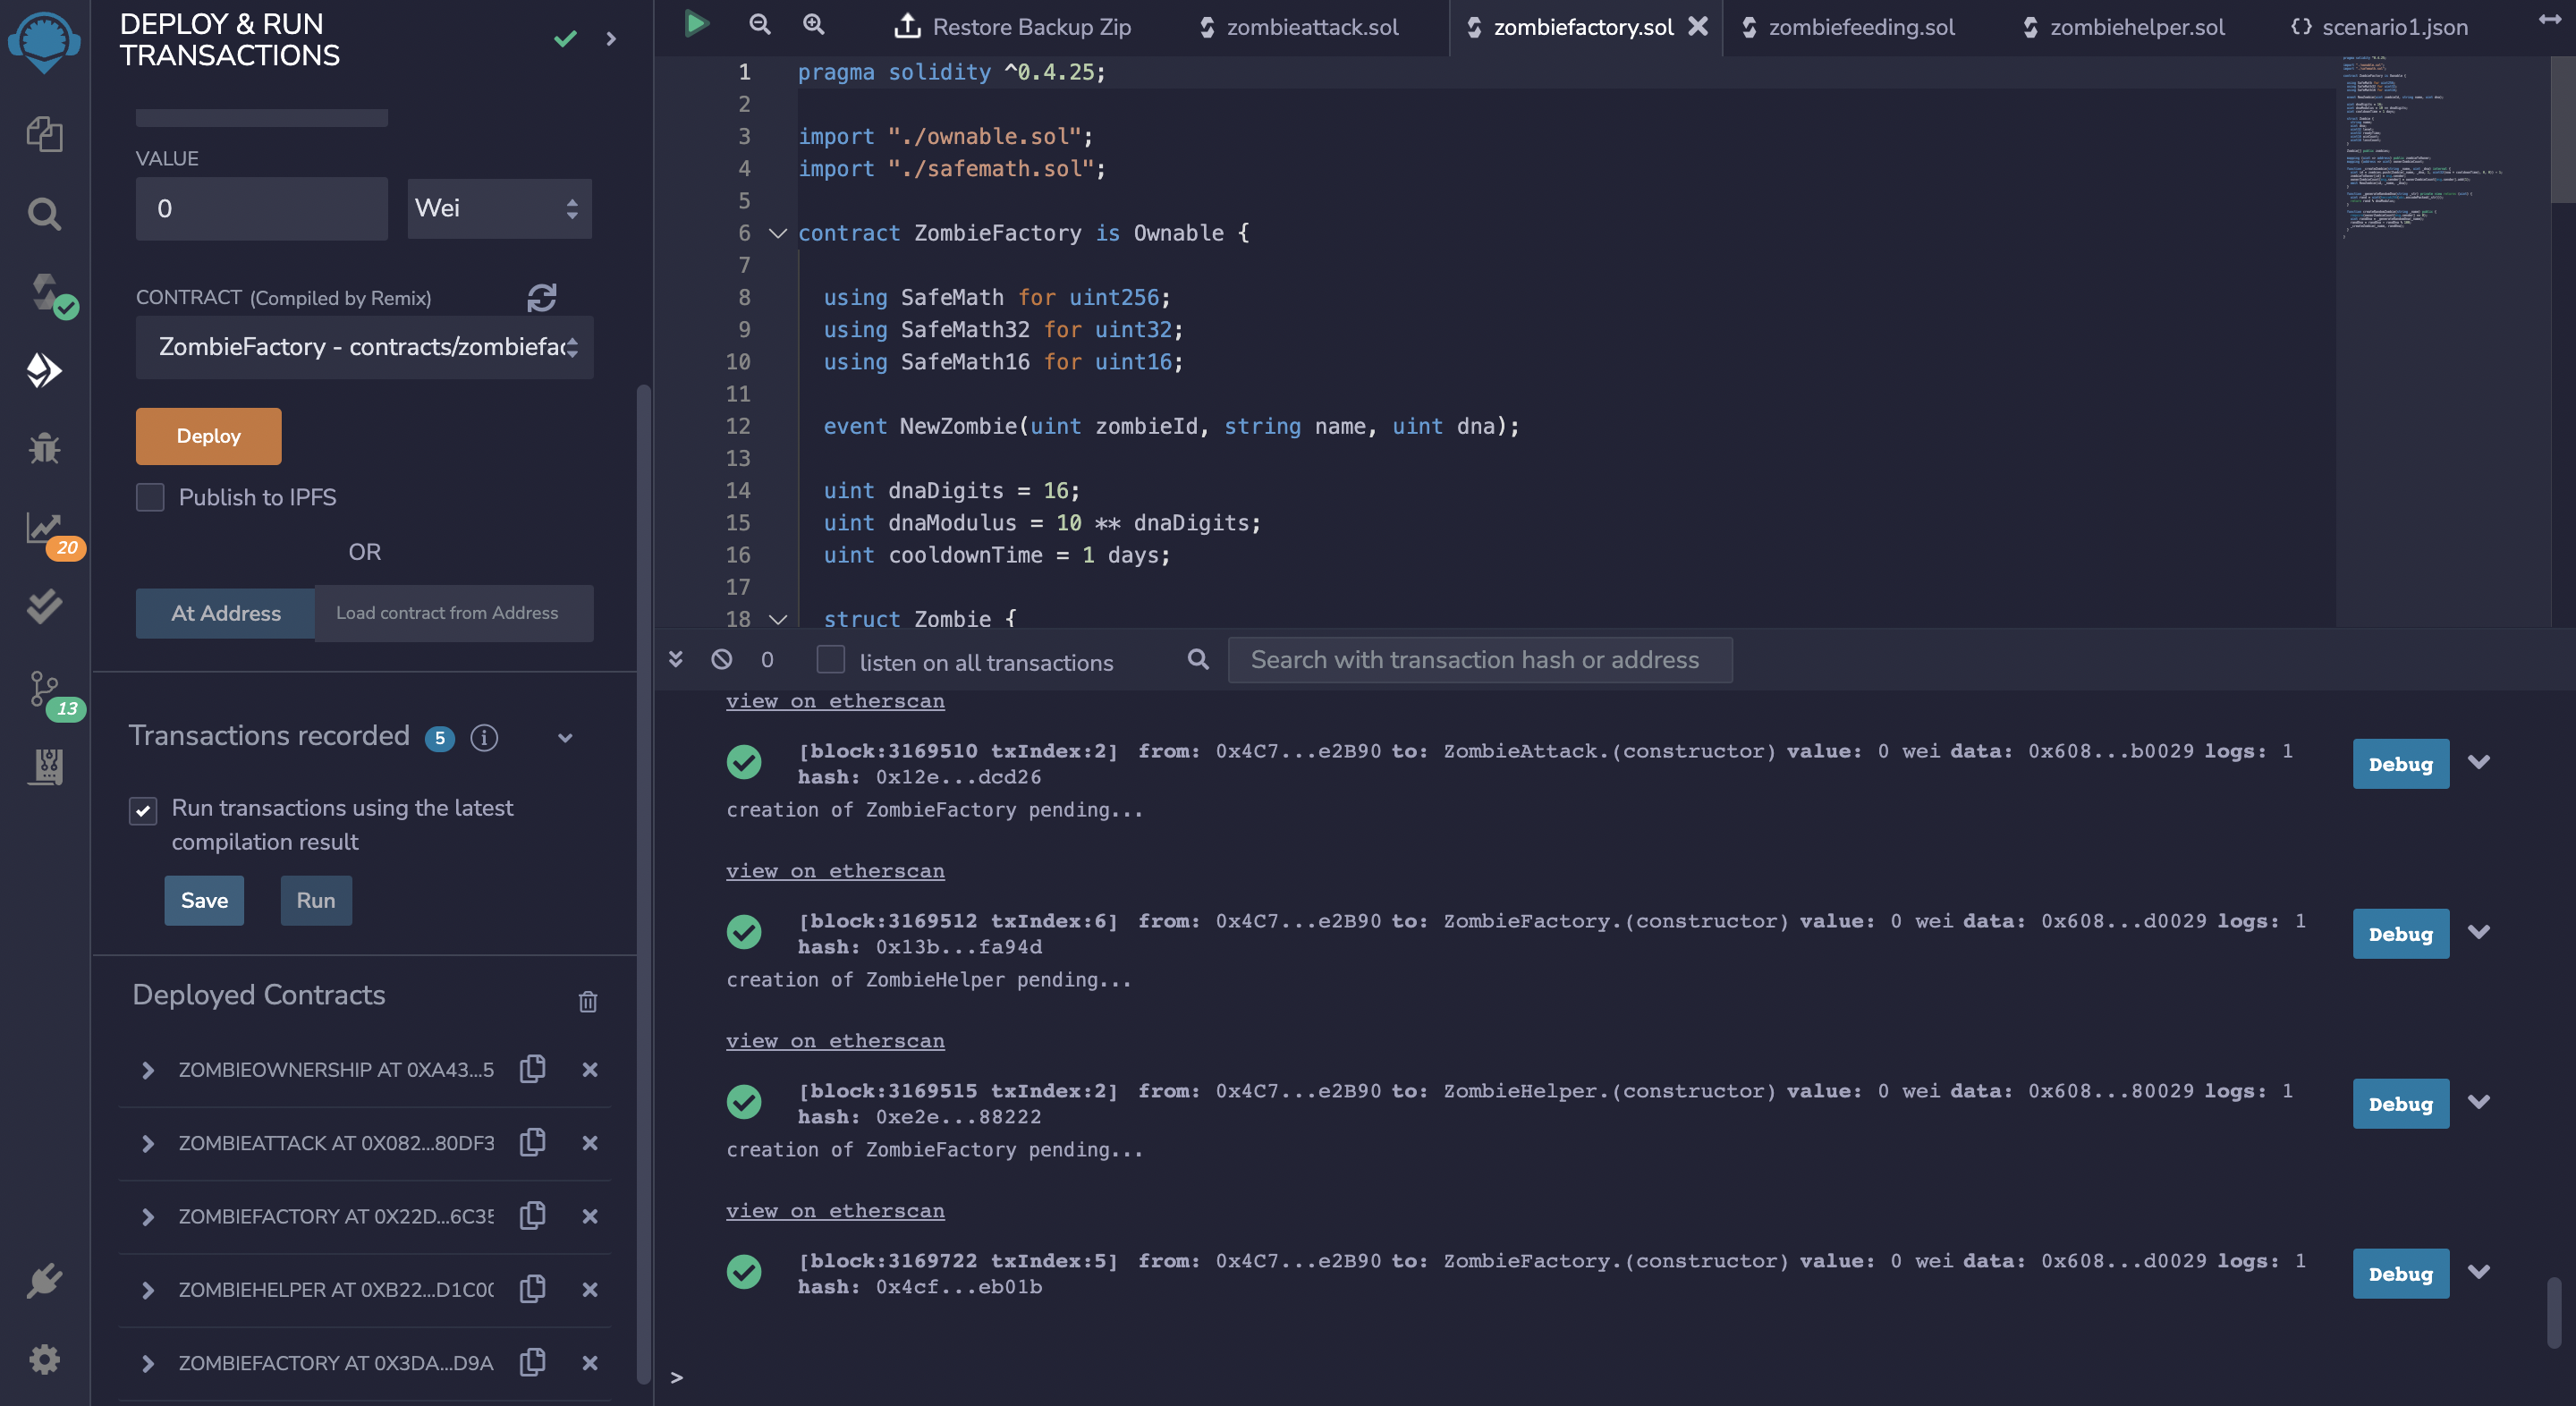 DEPLOY & RUN
TRANSACTIONS
VALUE
0
Wei
CONTRACT (Compiled by Remix)
ZombieFactory - contracts/zombiefac
Deploy
Publish to IPFS
OR
At Address
Load contract from Address
Transactions recorded 5 i
Run transactions using the latest
compilation result
Save
Run
Deployed Contracts
ZOMBIEOWNERSHIP AT 0XA43...5
ZOMBIEATTACK AT 0X082...80DF3
ZOMBIEFACTORY AT 0X22D...6C35
ZOMBIEHELPER AT 0XB22...D1C00
ZOMBIEFACTORY AT 0X3DA...D9A
20
13
Restore Backup Zip
zombieattack.sol
zombiefactory.sol
zombiefeeding.sol
zombiehelper.sol
{} scenario1.json
1 pragma solidity ^0.4.25;
2
3 import "./ownable.sol";
4 import "./safemath.sol";
5
6 contract ZombieFactory is Ownable {
7
8 using SafeMath for uint256;
9 using SafeMath32 for uint32;
10 using SafeMath16 for uint16;
11
12 event NewZombie(uint zombieId, string name, uint dna);
13
14 uint dnaDigits = 16;
15 uint dnaModulus = 10 ** dnaDigits;
16 uint cooldownTime = 1 days;
17
18 struct Zombie {
0
listen on all transactions
Search with transaction hash or address
view on etherscan
[block:3169510 txIndex:2] from: 0x4C7...e2B90 to: ZombieAttack.(constructor) value: 0 wei data: 0x608...b0029 logs: 1
hash: 0x12e...dcd26
Debug
creation of ZombieFactory pending...
view on etherscan
[block:3169512 txIndex:6] from: 0x4C7...e2B90 to: ZombieFactory.(constructor) value: 0 wei data: 0x608...d0029 logs: 1
hash: 0x13b...fa94d
Debug
creation of ZombieHelper pending...
view on etherscan
[block:3169515 txIndex:2] from: 0x4C7...e2B90 to: ZombieHelper.(constructor) value: 0 wei data: 0x608...80029 logs: 1
hash: 0xe2e...88222
Debug
creation of ZombieFactory pending...
view on etherscan
[block:3169722 txIndex:5] from: 0x4C7...e2B90 to: ZombieFactory.(constructor) value: 0 wei data: 0x608...d0029 logs: 1
hash: 0x4cf...eb01b
Debug
>